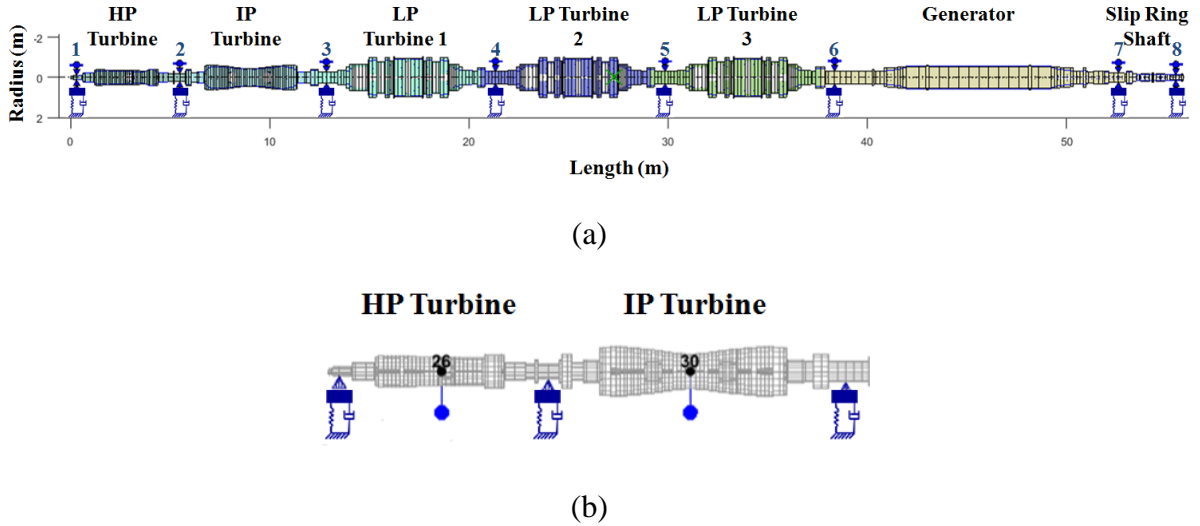 HP Turbine
IP Turbine
LP Turbine 1
LP Turbine 2
LP Turbine 3
Generator
Slip Ring Shaft
1 2 3 4 5 6 7 8
Radius (m)
-2
0
2
0 10 20 30 40 50
Length (m)
(a)
HP Turbine IP Turbine
26 30
(b)